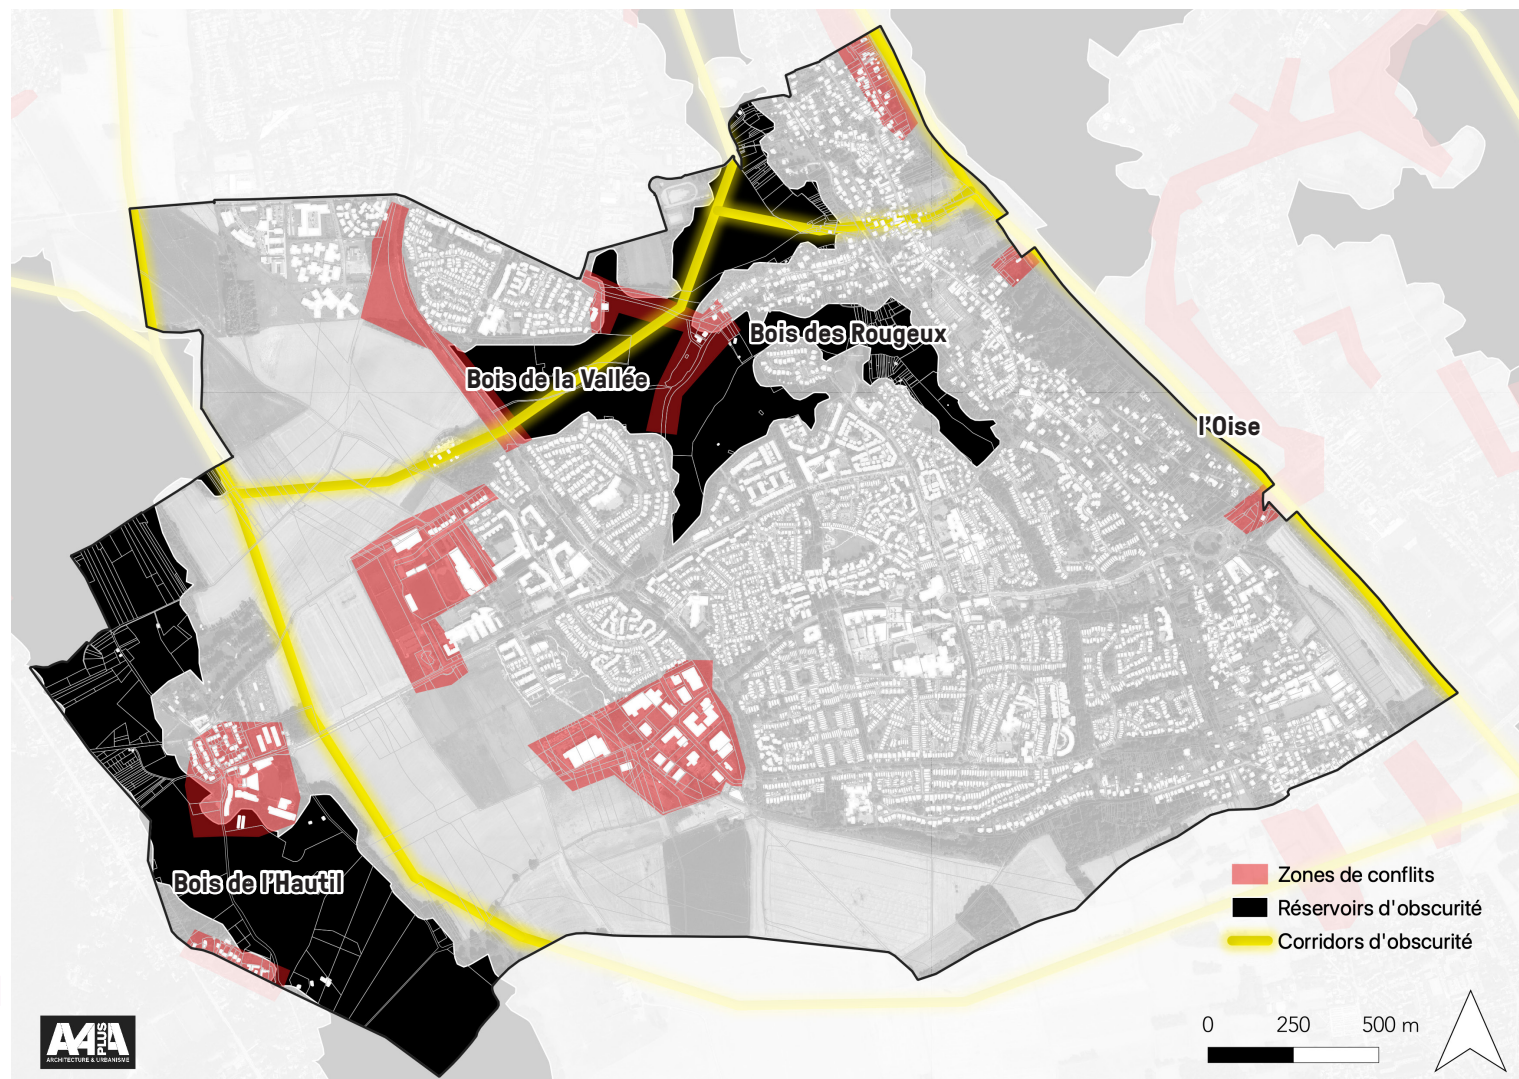 Bois des Rougeux
Bois de la Vallée
l'Oise
Bois de l'Hautil
Zones de conflits
Réservoirs d'obscurité
Corridors d'obscurité
0 250 500 m
A4 PLUS A
ARCHITECTURE & URBANISME